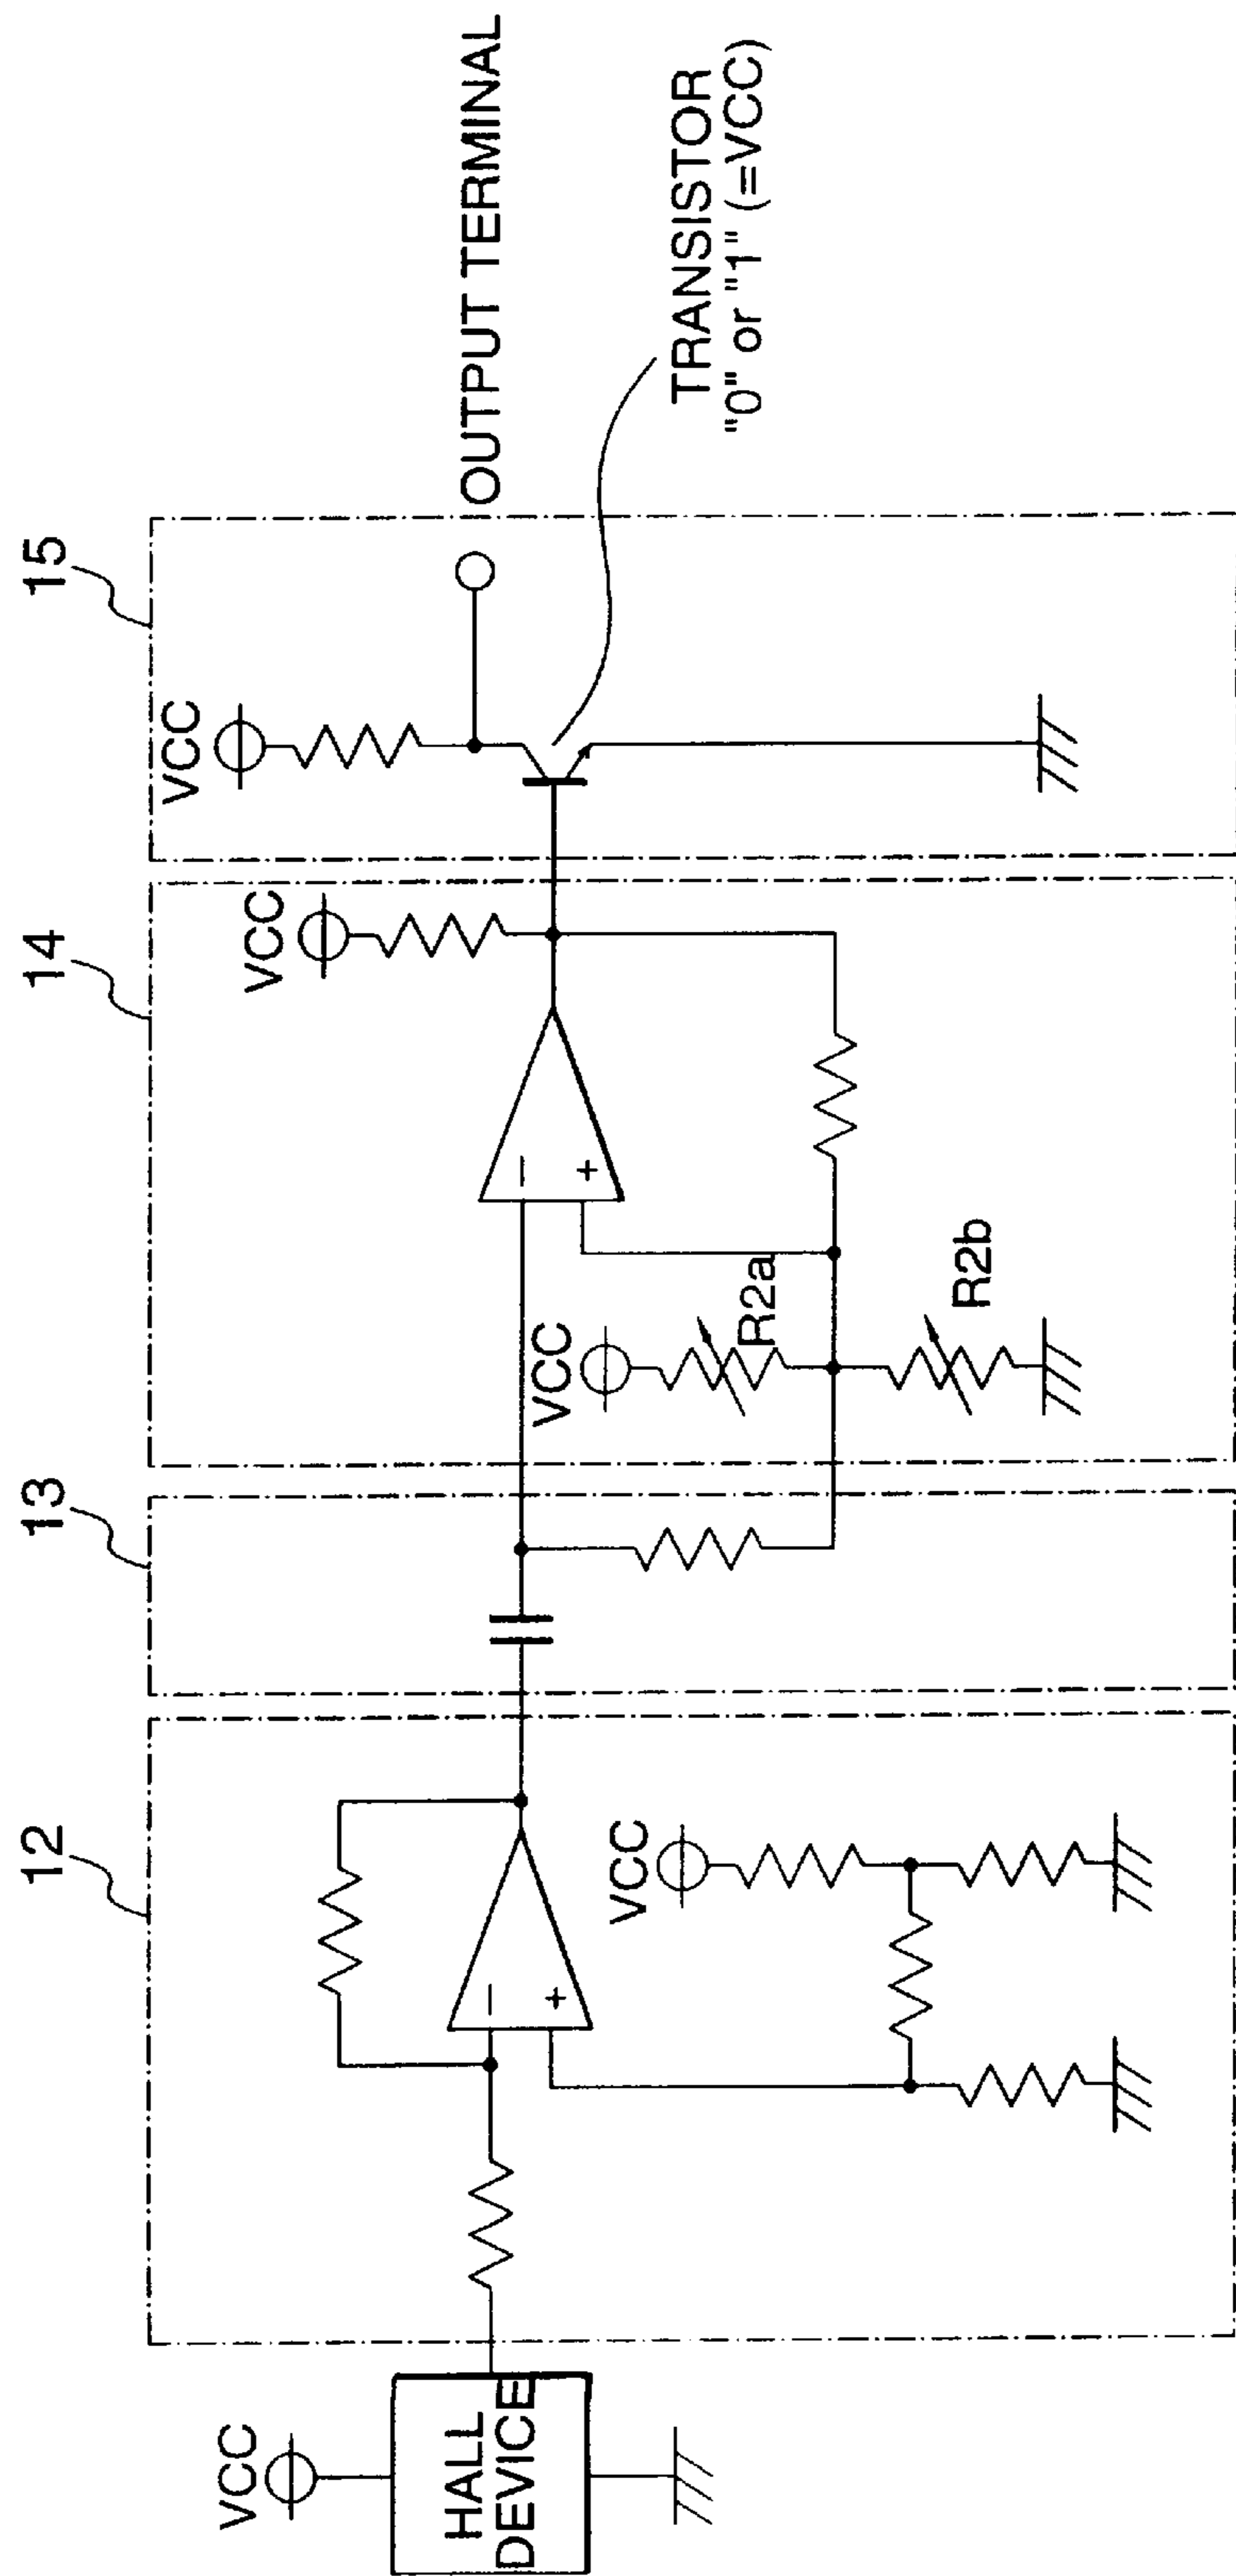 12
13
14
15
VCC
HALL
DEVICE
−
+
VCC
−
+
VCC
R2a
R2b
VCC
VCC
OUTPUT TERMINAL
TRANSISTOR
"0" or "1" (=VCC)